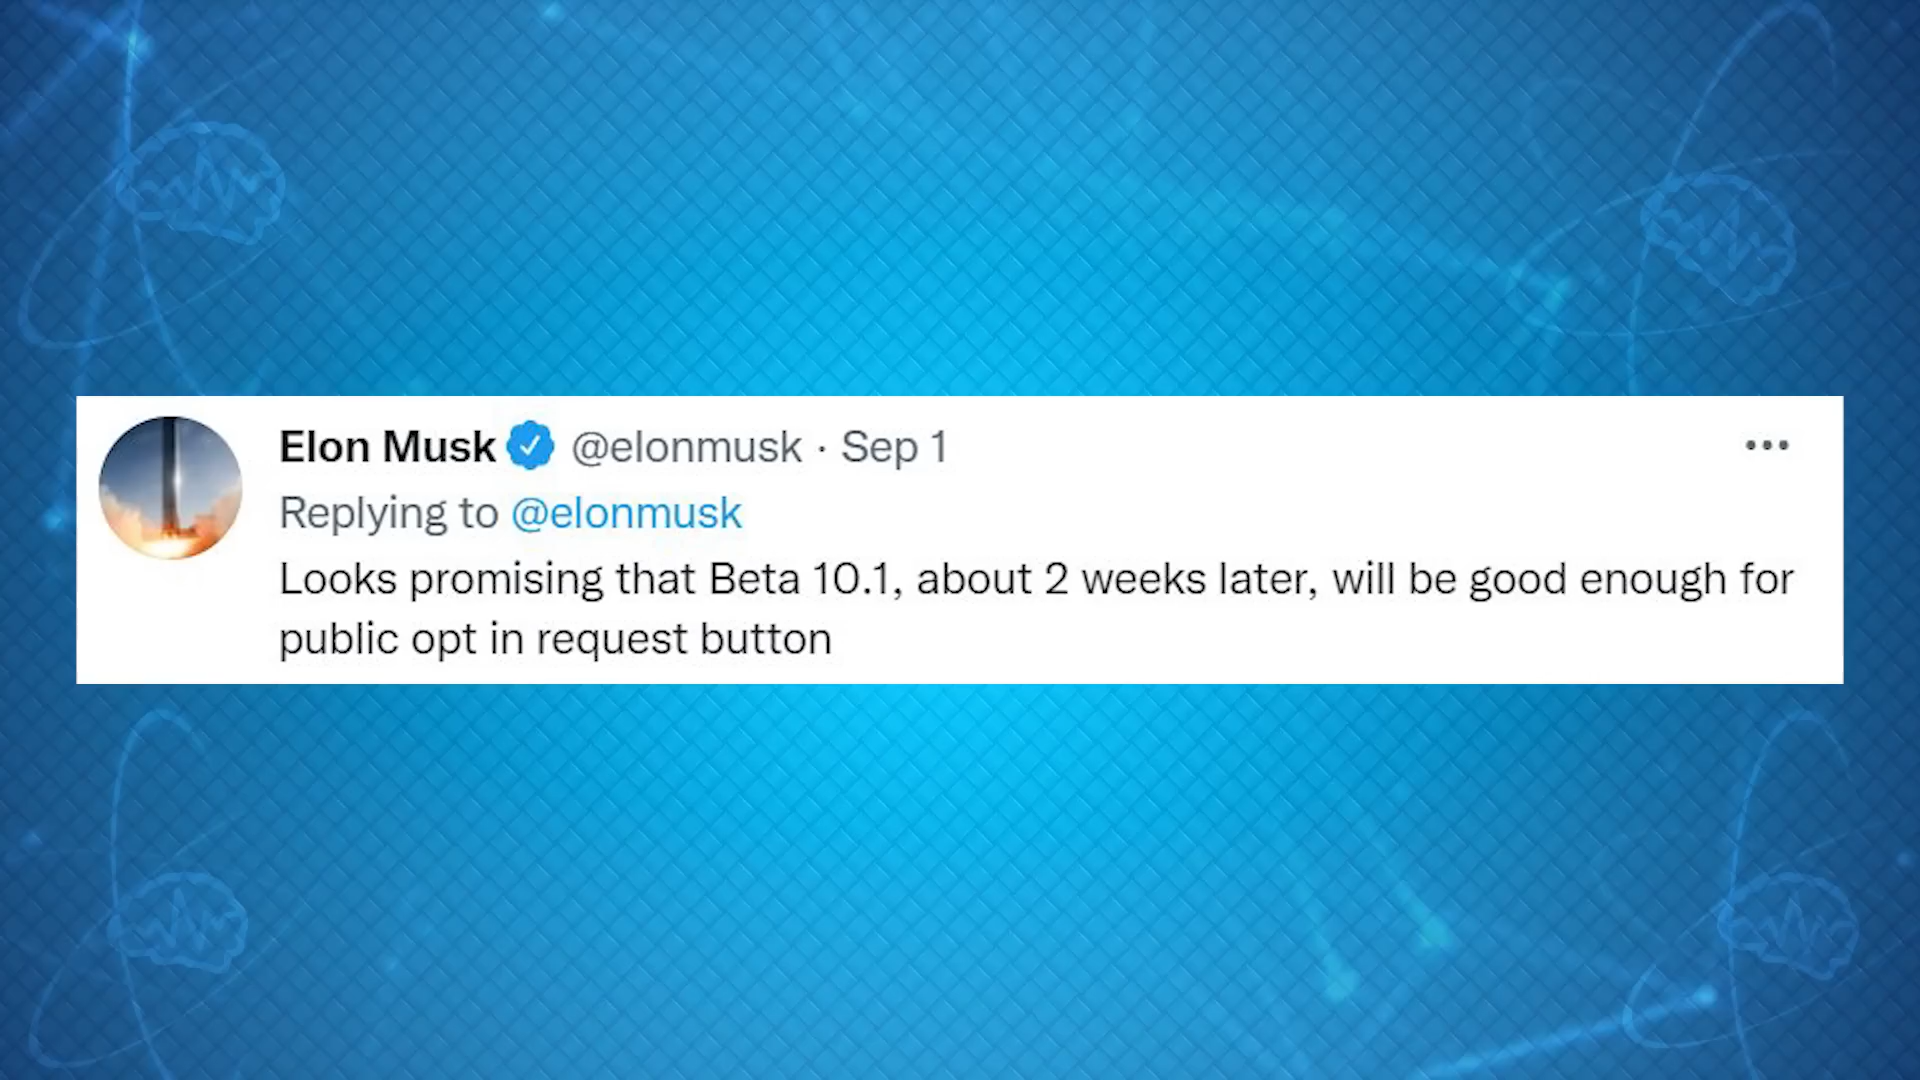 Elon Musk @elonmusk · Sep 1
Replying to @elonmusk
Looks promising that Beta 10.1, about 2 weeks later, will be good enough for
public opt in request button